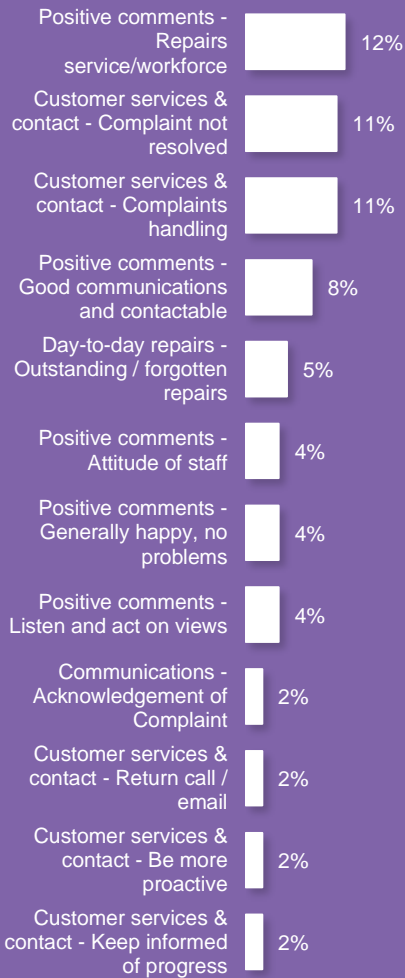 Positive comments -
Repairs
service/workforce
12%
Customer services &
contact - Complaint not
resolved
11%
Customer services &
contact - Complaints
handling
11%
Positive comments -
Good communications
and contactable
8%
Day-to-day repairs -
Outstanding / forgotten
repairs
5%
Positive comments -
Attitude of staff
4%
Positive comments -
Generally happy, no
problems
4%
Positive comments -
Listen and act on views
4%
Communications -
Acknowledgement of
Complaint
2%
Customer services &
contact - Return call /
email
2%
Customer services &
contact - Be more
proactive
2%
Customer services &
contact - Keep informed
of progress
2%